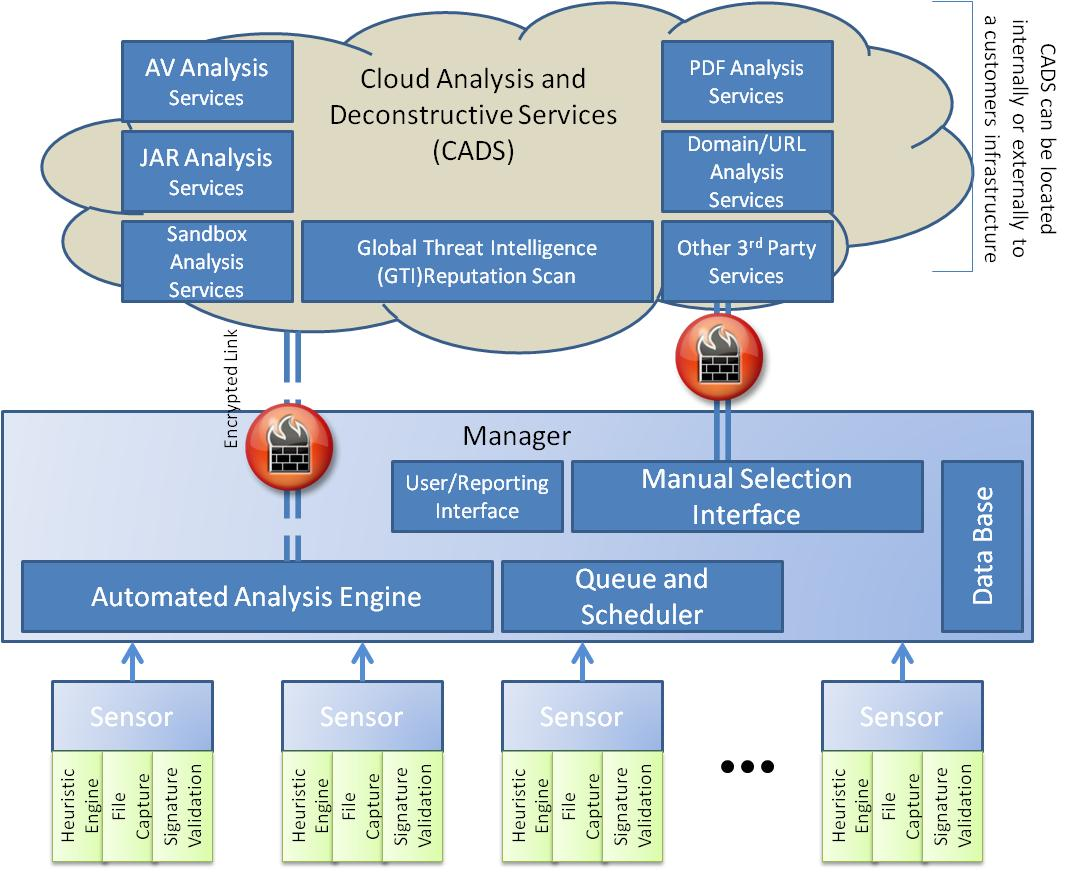 Cloud Analysis and
Deconstructive Services
(CADS)
AV Analysis
Services
JAR Analysis
Services
Sandbox
Analysis
Services
Global Threat Intelligence
(GTI)Reputation Scan
PDF Analysis
Services
Domain/URL
Analysis
Services
Other 3rd Party
Services
CADS can be located
internally or externally to
a customers infrastructure
Encrypted Link
Manager
User/Reporting
Interface
Manual Selection
Interface
Data Base
Automated Analysis Engine
Queue and
Scheduler
Sensor
Heuristic
Engine
File
Capture
Signature
Validation
Sensor
Heuristic
Engine
File
Capture
Signature
Validation
Sensor
Heuristic
Engine
File
Capture
Signature
Validation
Sensor
Heuristic
Engine
File
Capture
Signature
Validation